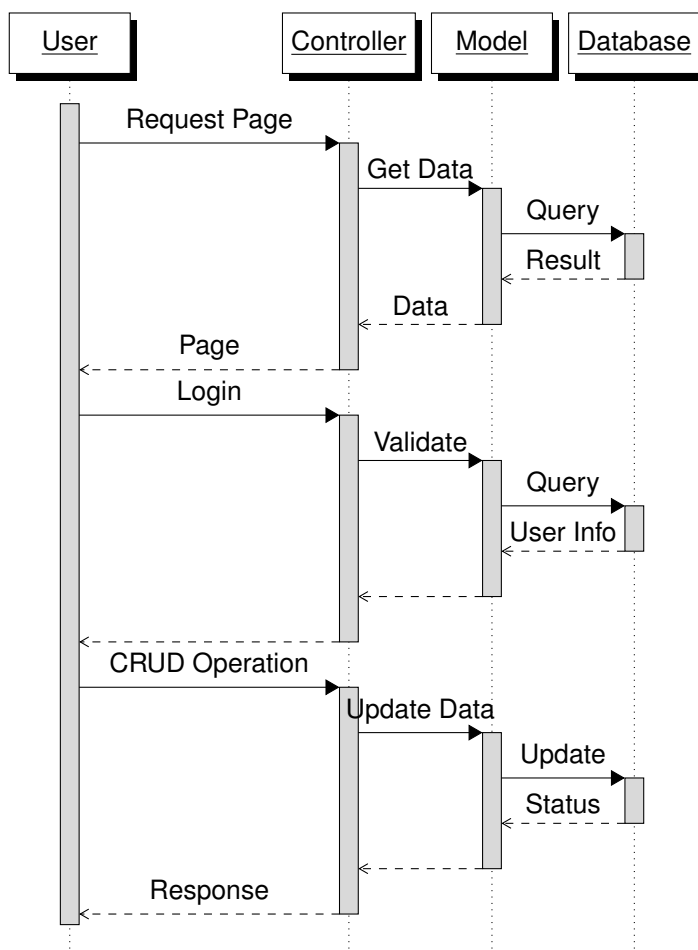 User
Controller
Model
Database
Request Page
Get Data
Query
Result
Data
Page
Login
Validate
Query
User Info
CRUD Operation
Update Data
Update
Status
Response